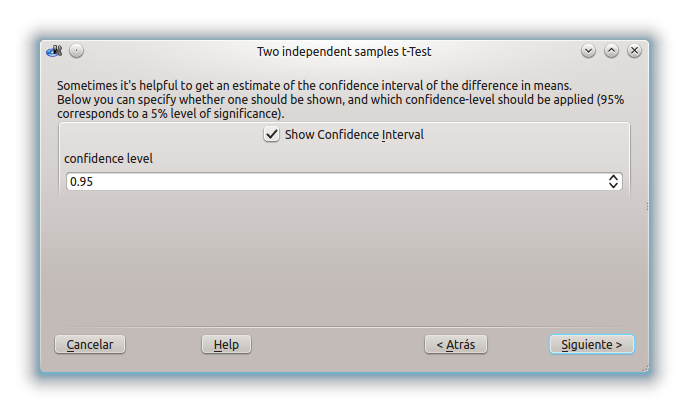 Two independent samples t-Test
Sometimes it's helpful to get an estimate of the confidence interval of the difference in means.
Below you can specify whether one should be shown, and which confidence-level should be applied (95%
corresponds to a 5% level of significance).
Show Confidence Interval
confidence level
0.95
Cancelar
Help
< Atrás
Siguiente >